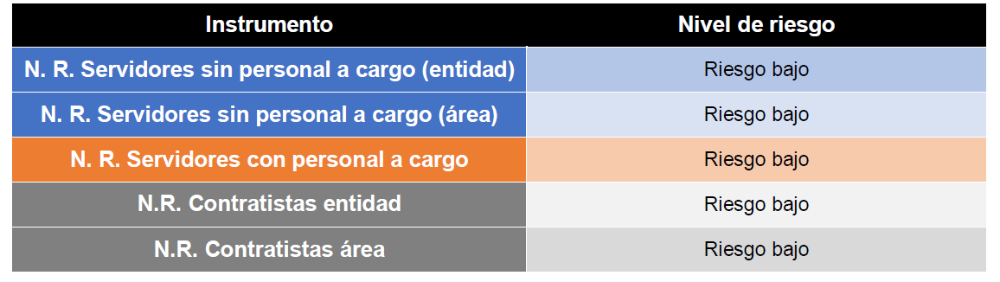 Instrumento Nivel de riesgo
N. R. Servidores sin personal a cargo (entidad) Riesgo bajo
N. R. Servidores sin personal a cargo (área) Riesgo bajo
N. R. Servidores con personal a cargo Riesgo bajo
N.R. Contratistas entidad Riesgo bajo
N.R. Contratistas área Riesgo bajo